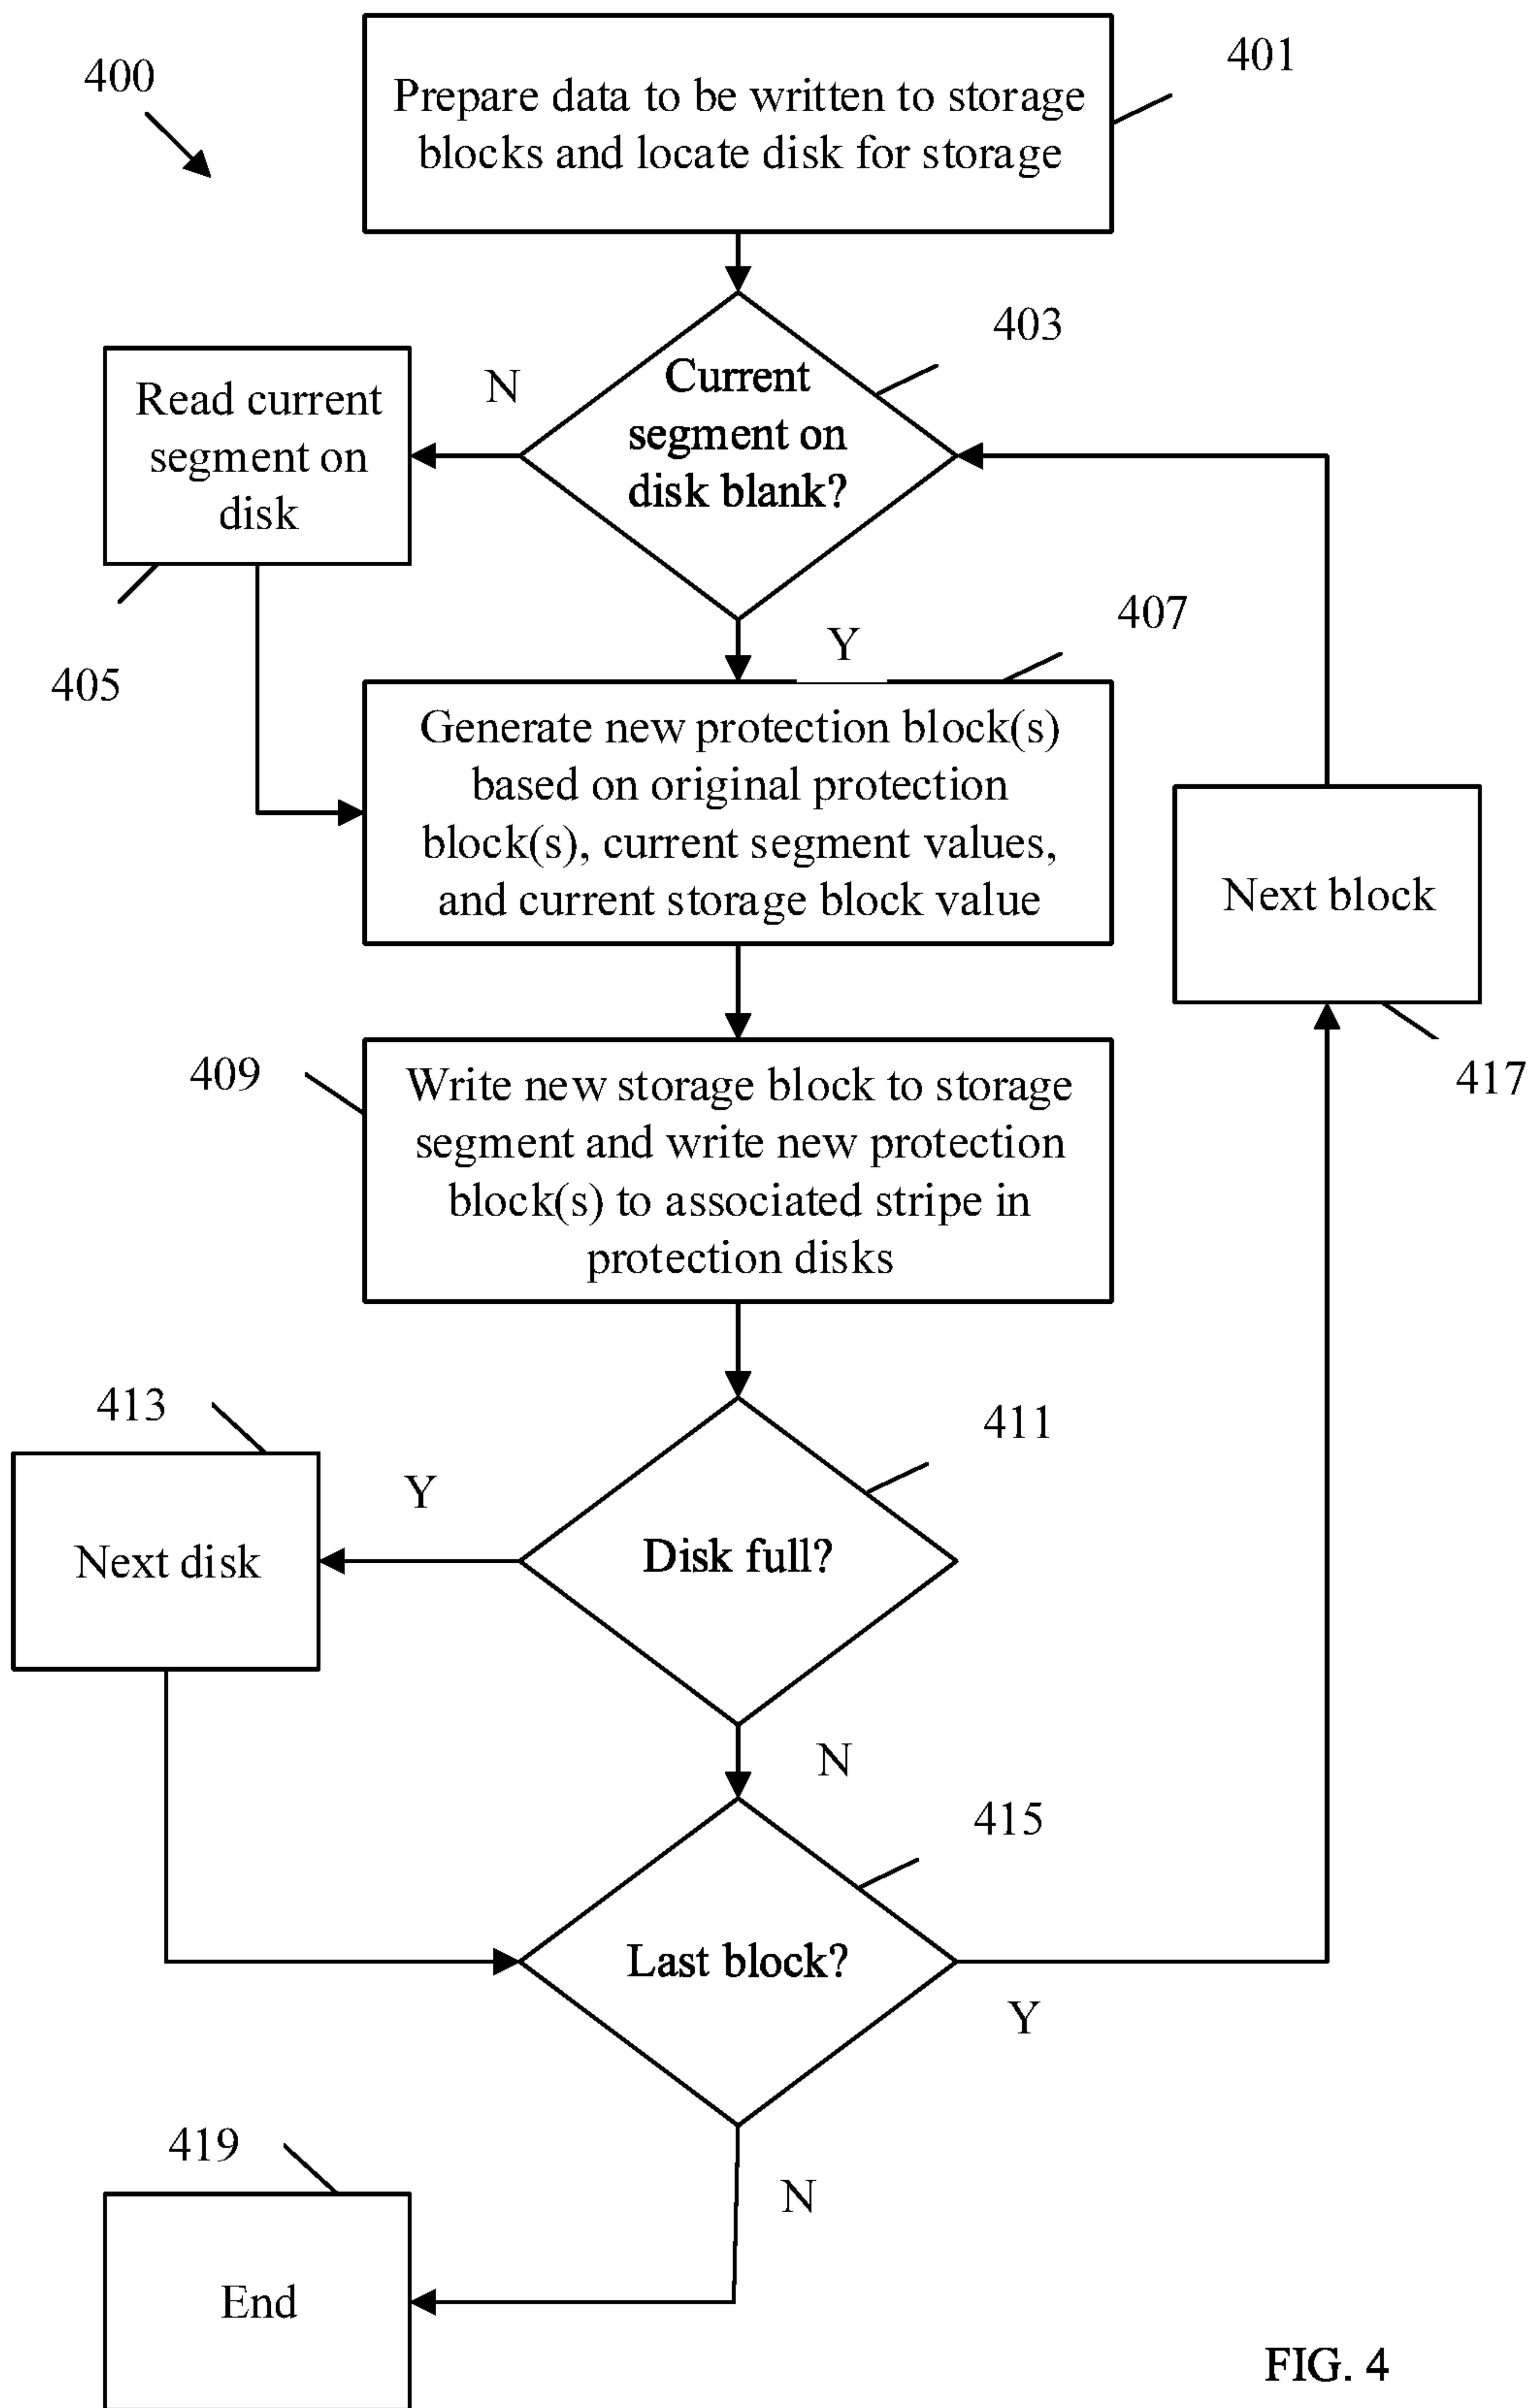 400
401
Prepare data to be written to storage
blocks and locate disk for storage
403
N
Current
segment on
disk blank?
Read current
segment on
disk
405
Y
407
Generate new protection block(s)
based on original protection
block(s), current segment values,
and current storage block value
Next block
417
409
Write new storage block to storage
segment and write new protection
block(s) to associated stripe in
protection disks
413
411
Y
Next disk
Disk full?
N
415
Last block?
Y
419
N
End
FIG. 4